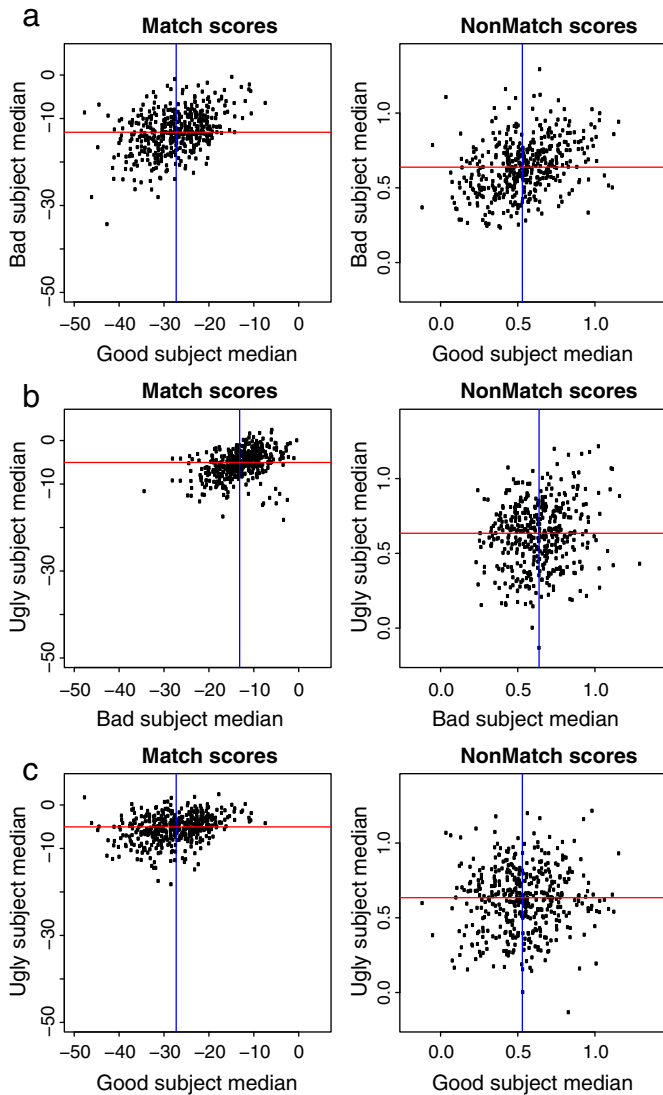 a
Match scores
NonMatch scores
Bad subject median
0
−10
−30
−50
−50 −40 −30 −20 −10 0
Good subject median
Bad subject median
1.0
0.5
0.0
0.0 0.5 1.0
Good subject median
b
Match scores
NonMatch scores
Ugly subject median
0
−10
−30
−50
−50 −40 −30 −20 −10 0
Bad subject median
Ugly subject median
1.0
0.5
0.0
0.0 0.5 1.0
Bad subject median
c
Match scores
NonMatch scores
Ugly subject median
0
−10
−30
−50
−50 −40 −30 −20 −10 0
Good subject median
Ugly subject median
1.0
0.5
0.0
0.0 0.5 1.0
Good subject median